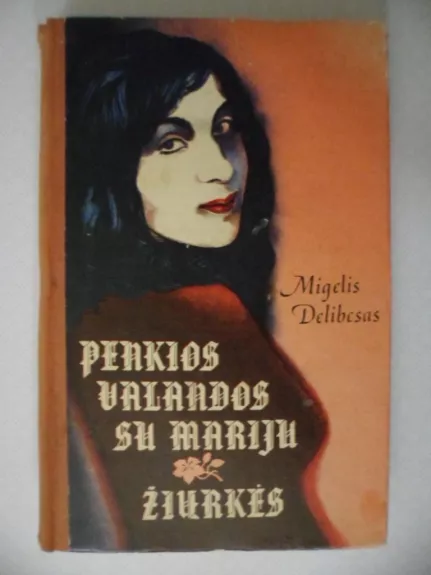 Migelis
Delibesas
PENKIOS
VALANDOS
SU MARIJU
ŽIURKĖS